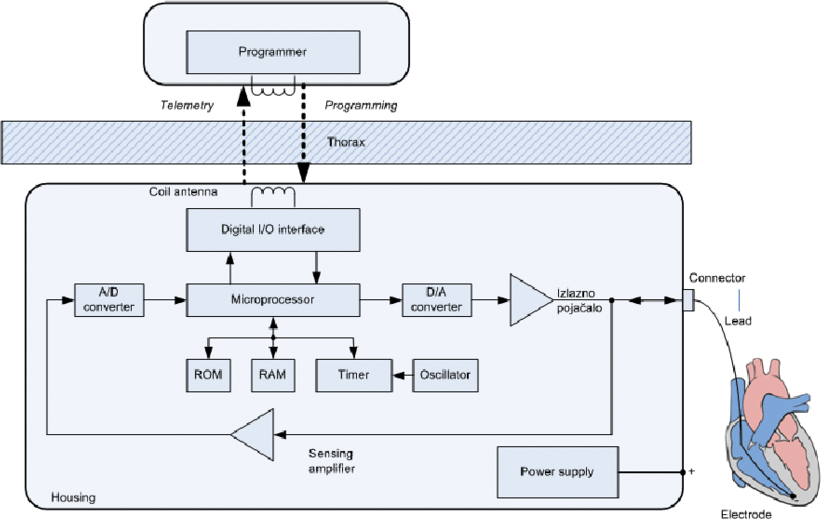 Programmer
Telemetry
Programming
Thorax
Coil antenna
Digital I/O interface
A/D
converter
Microprocessor
D/A
converter
Izlazno
pojačalo
Connector
Lead
ROM
RAM
Timer
Oscillator
Sensing
amplifier
Power supply
+
Housing
Electrode